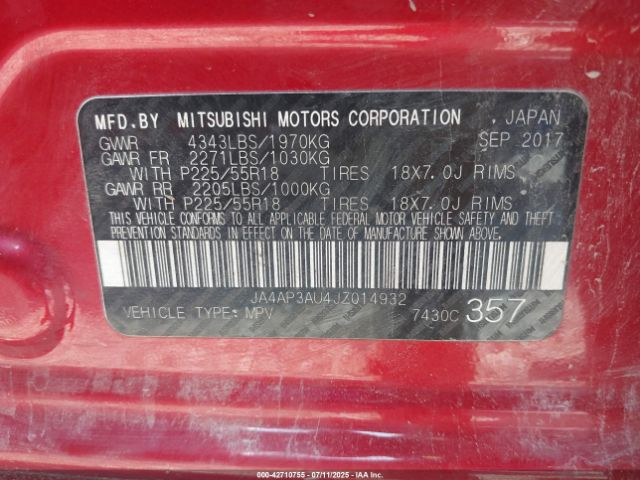 MFD.BY MITSUBISHI MOTORS CORPORATION , JAPAN
GVWR 4343LBS/1970KG SEP 2017
GAWR FR 2271LBS/1030KG
WITH P225/55R18 TIRES 18X7.0J RIMS
GAWR RR 2205LBS/1000KG
WITH P225/55R18 TIRES 18X7.0J RIMS
THIS VEHICLE CONFORMS TO ALL APPLICABLE FEDERAL MOTOR VEHICLE SAFETY AND THEFT
PREVENTION STANDARDS IN EFFECT ON THE DATE OF MANUFACTURE SHOWN ABOVE.
JA4AP3AU4JZ014932
VEHICLE TYPE: MPV 7430C 357
000-42710755 - 07/11/2025 - IAAI.CA